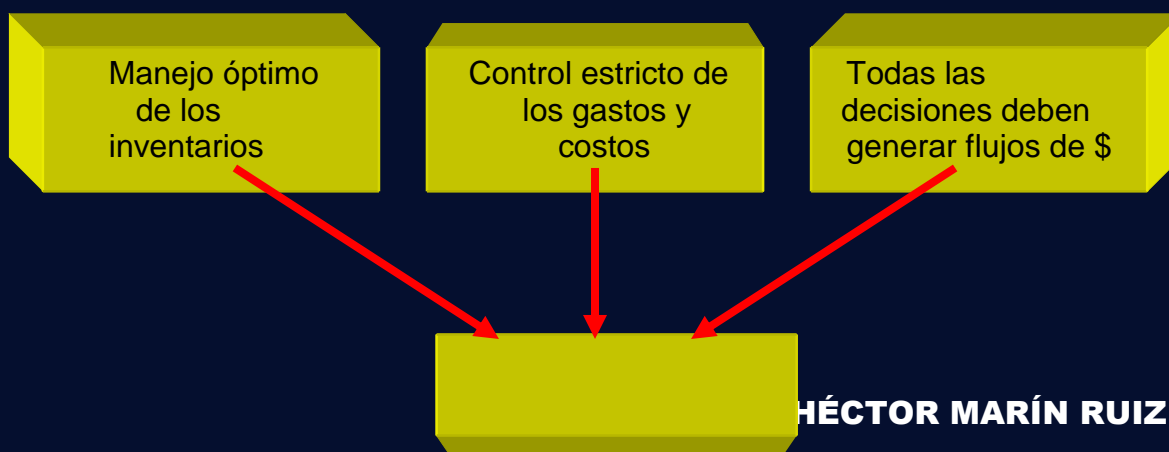 Manejo óptimo
de los
inventarios
Control estricto de
los gastos y
costos
Todas las
decisiones deben
generar flujos de $
HÉCTOR MARÍN RUIZ